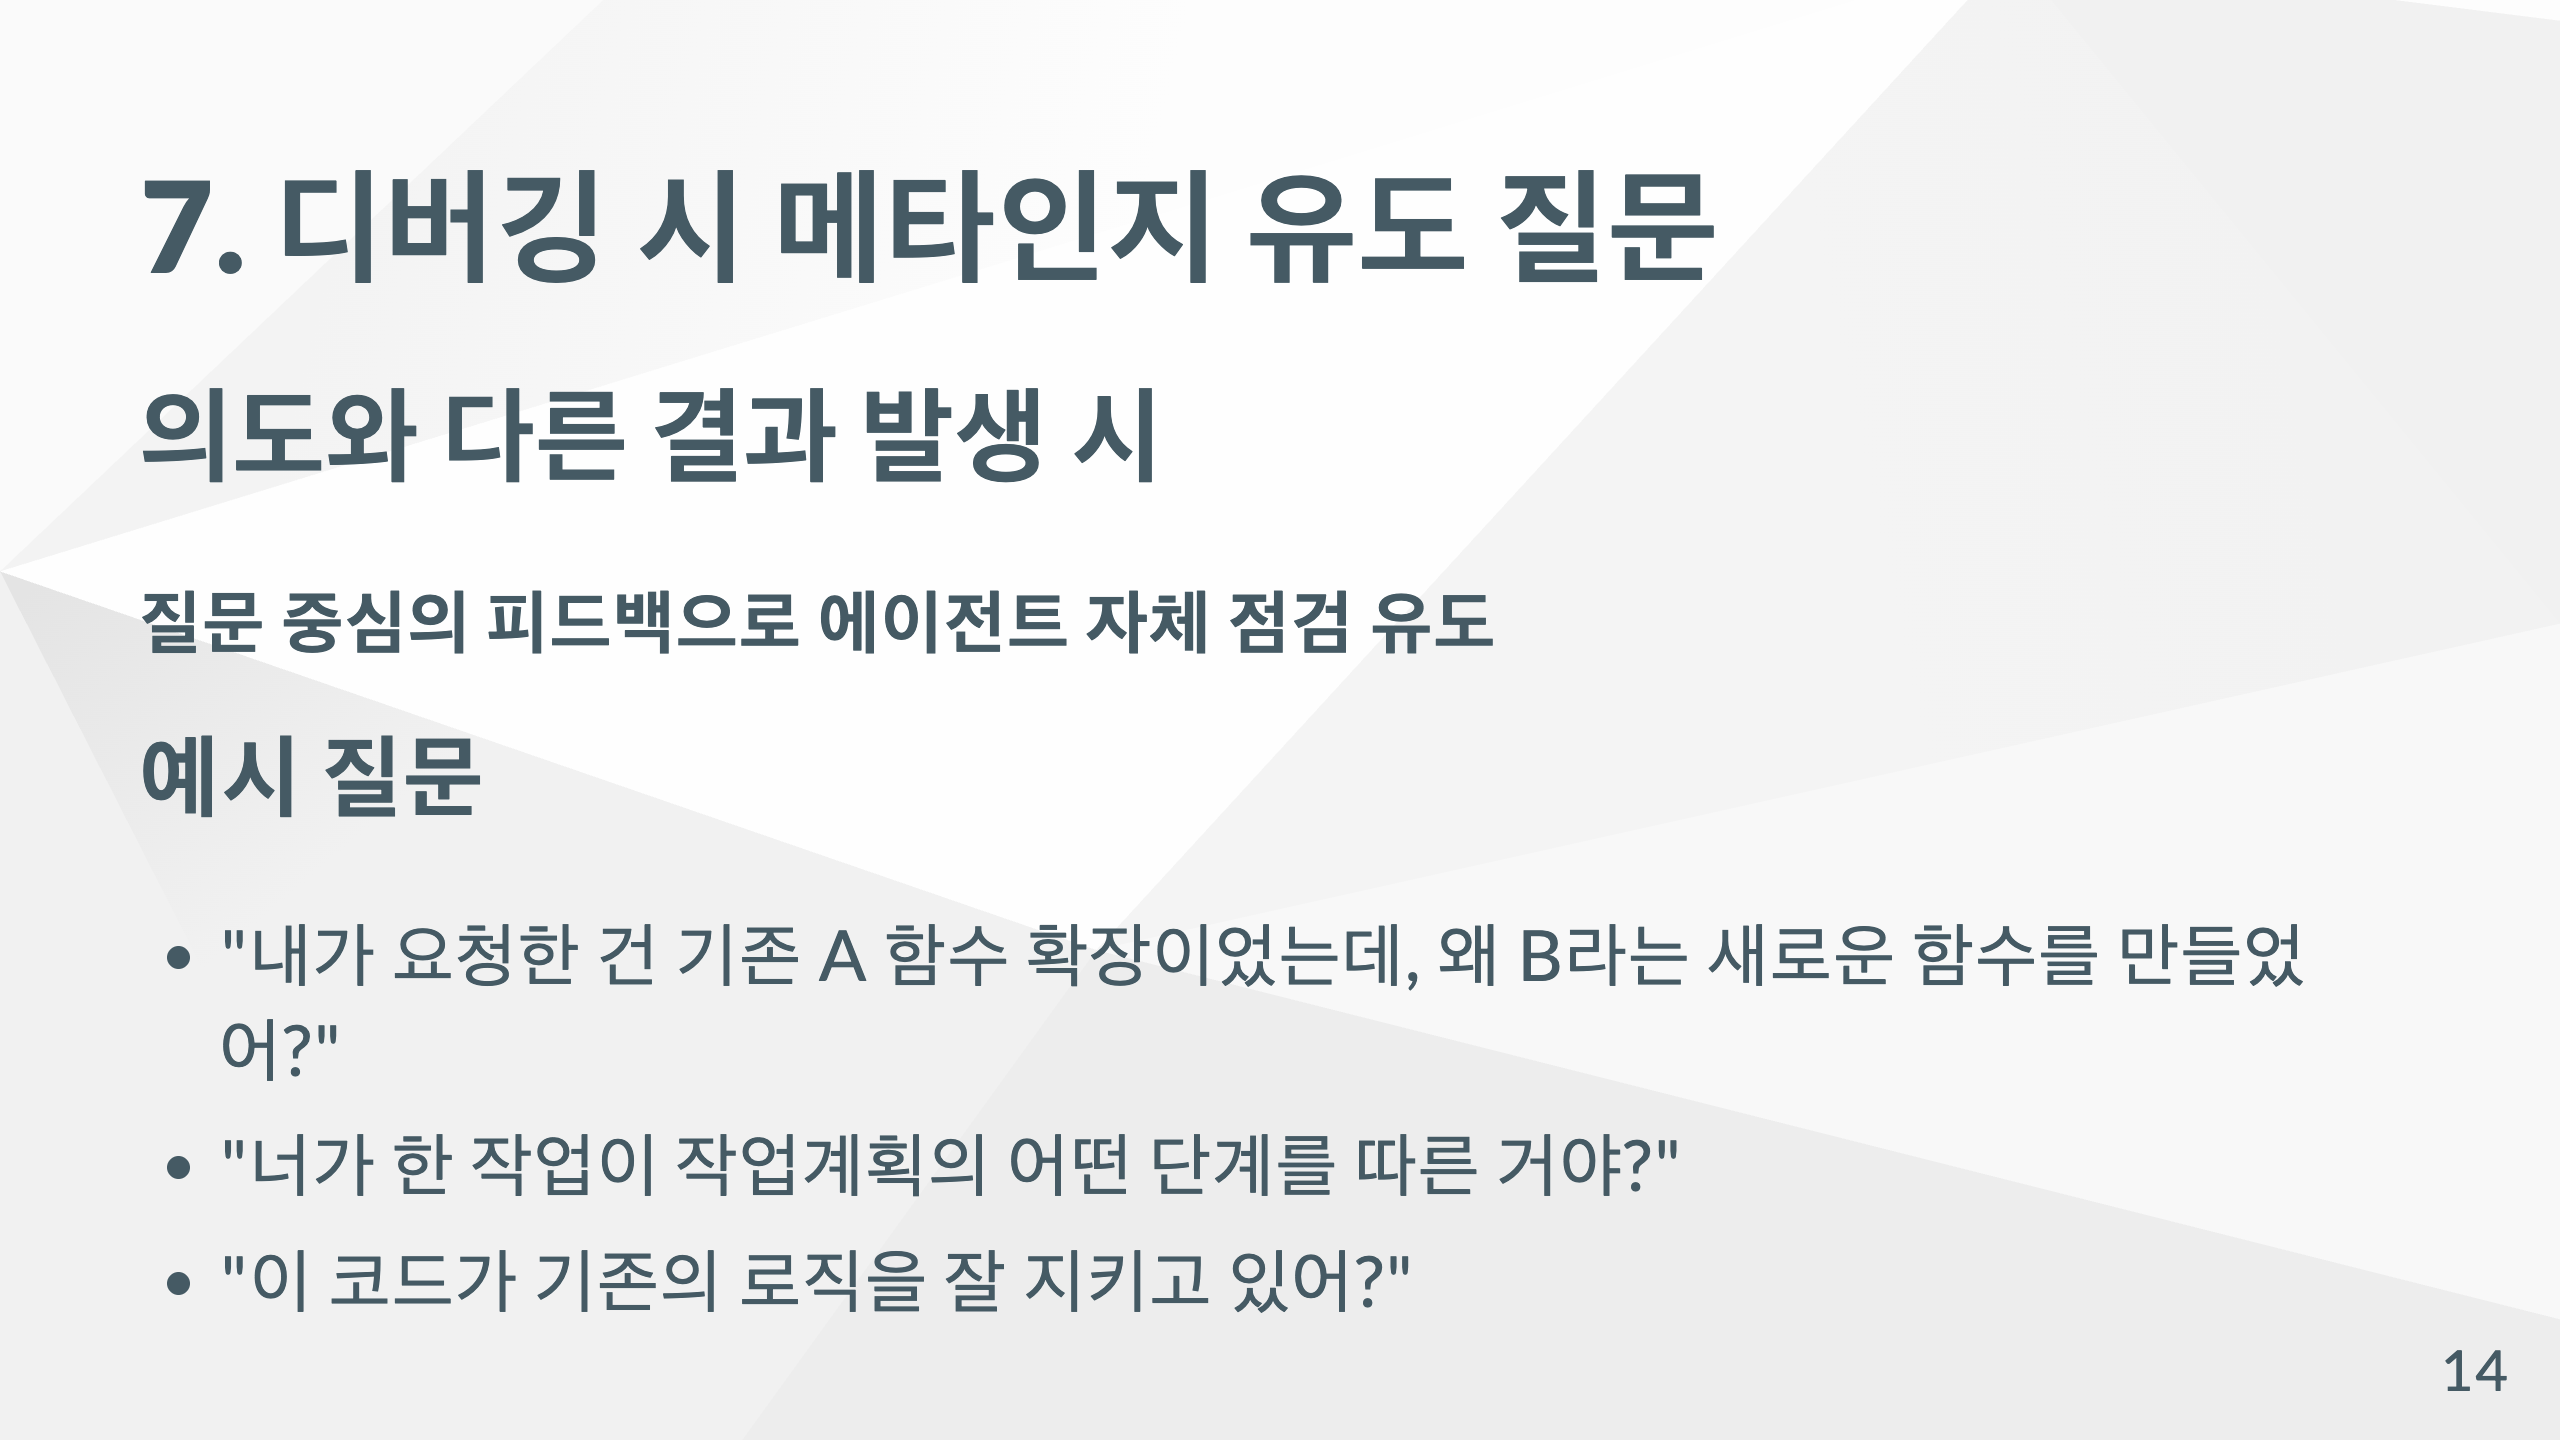 7. 디버깅 시 메타인지 유도 질문
의도와 다른 결과 발생 시
질문 중심의 피드백으로 에이전트 자체 점검 유도
예시 질문
• "내가 요청한 건 기존 A 함수 확장이었는데, 왜 B라는 새로운 함수를 만들었
어?"
• "너가 한 작업이 작업계획의 어떤 단계를 따른 거야?"
• "이 코드가 기존의 로직을 잘 지키고 있어?"
14